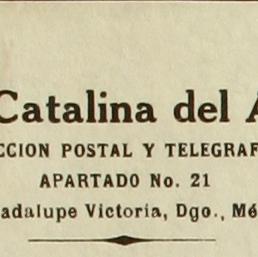 Catalina del A
CCION POSTAL Y TELEGRAF
APARTADO No. 21
adalupe Victoria, Dgo., Mé